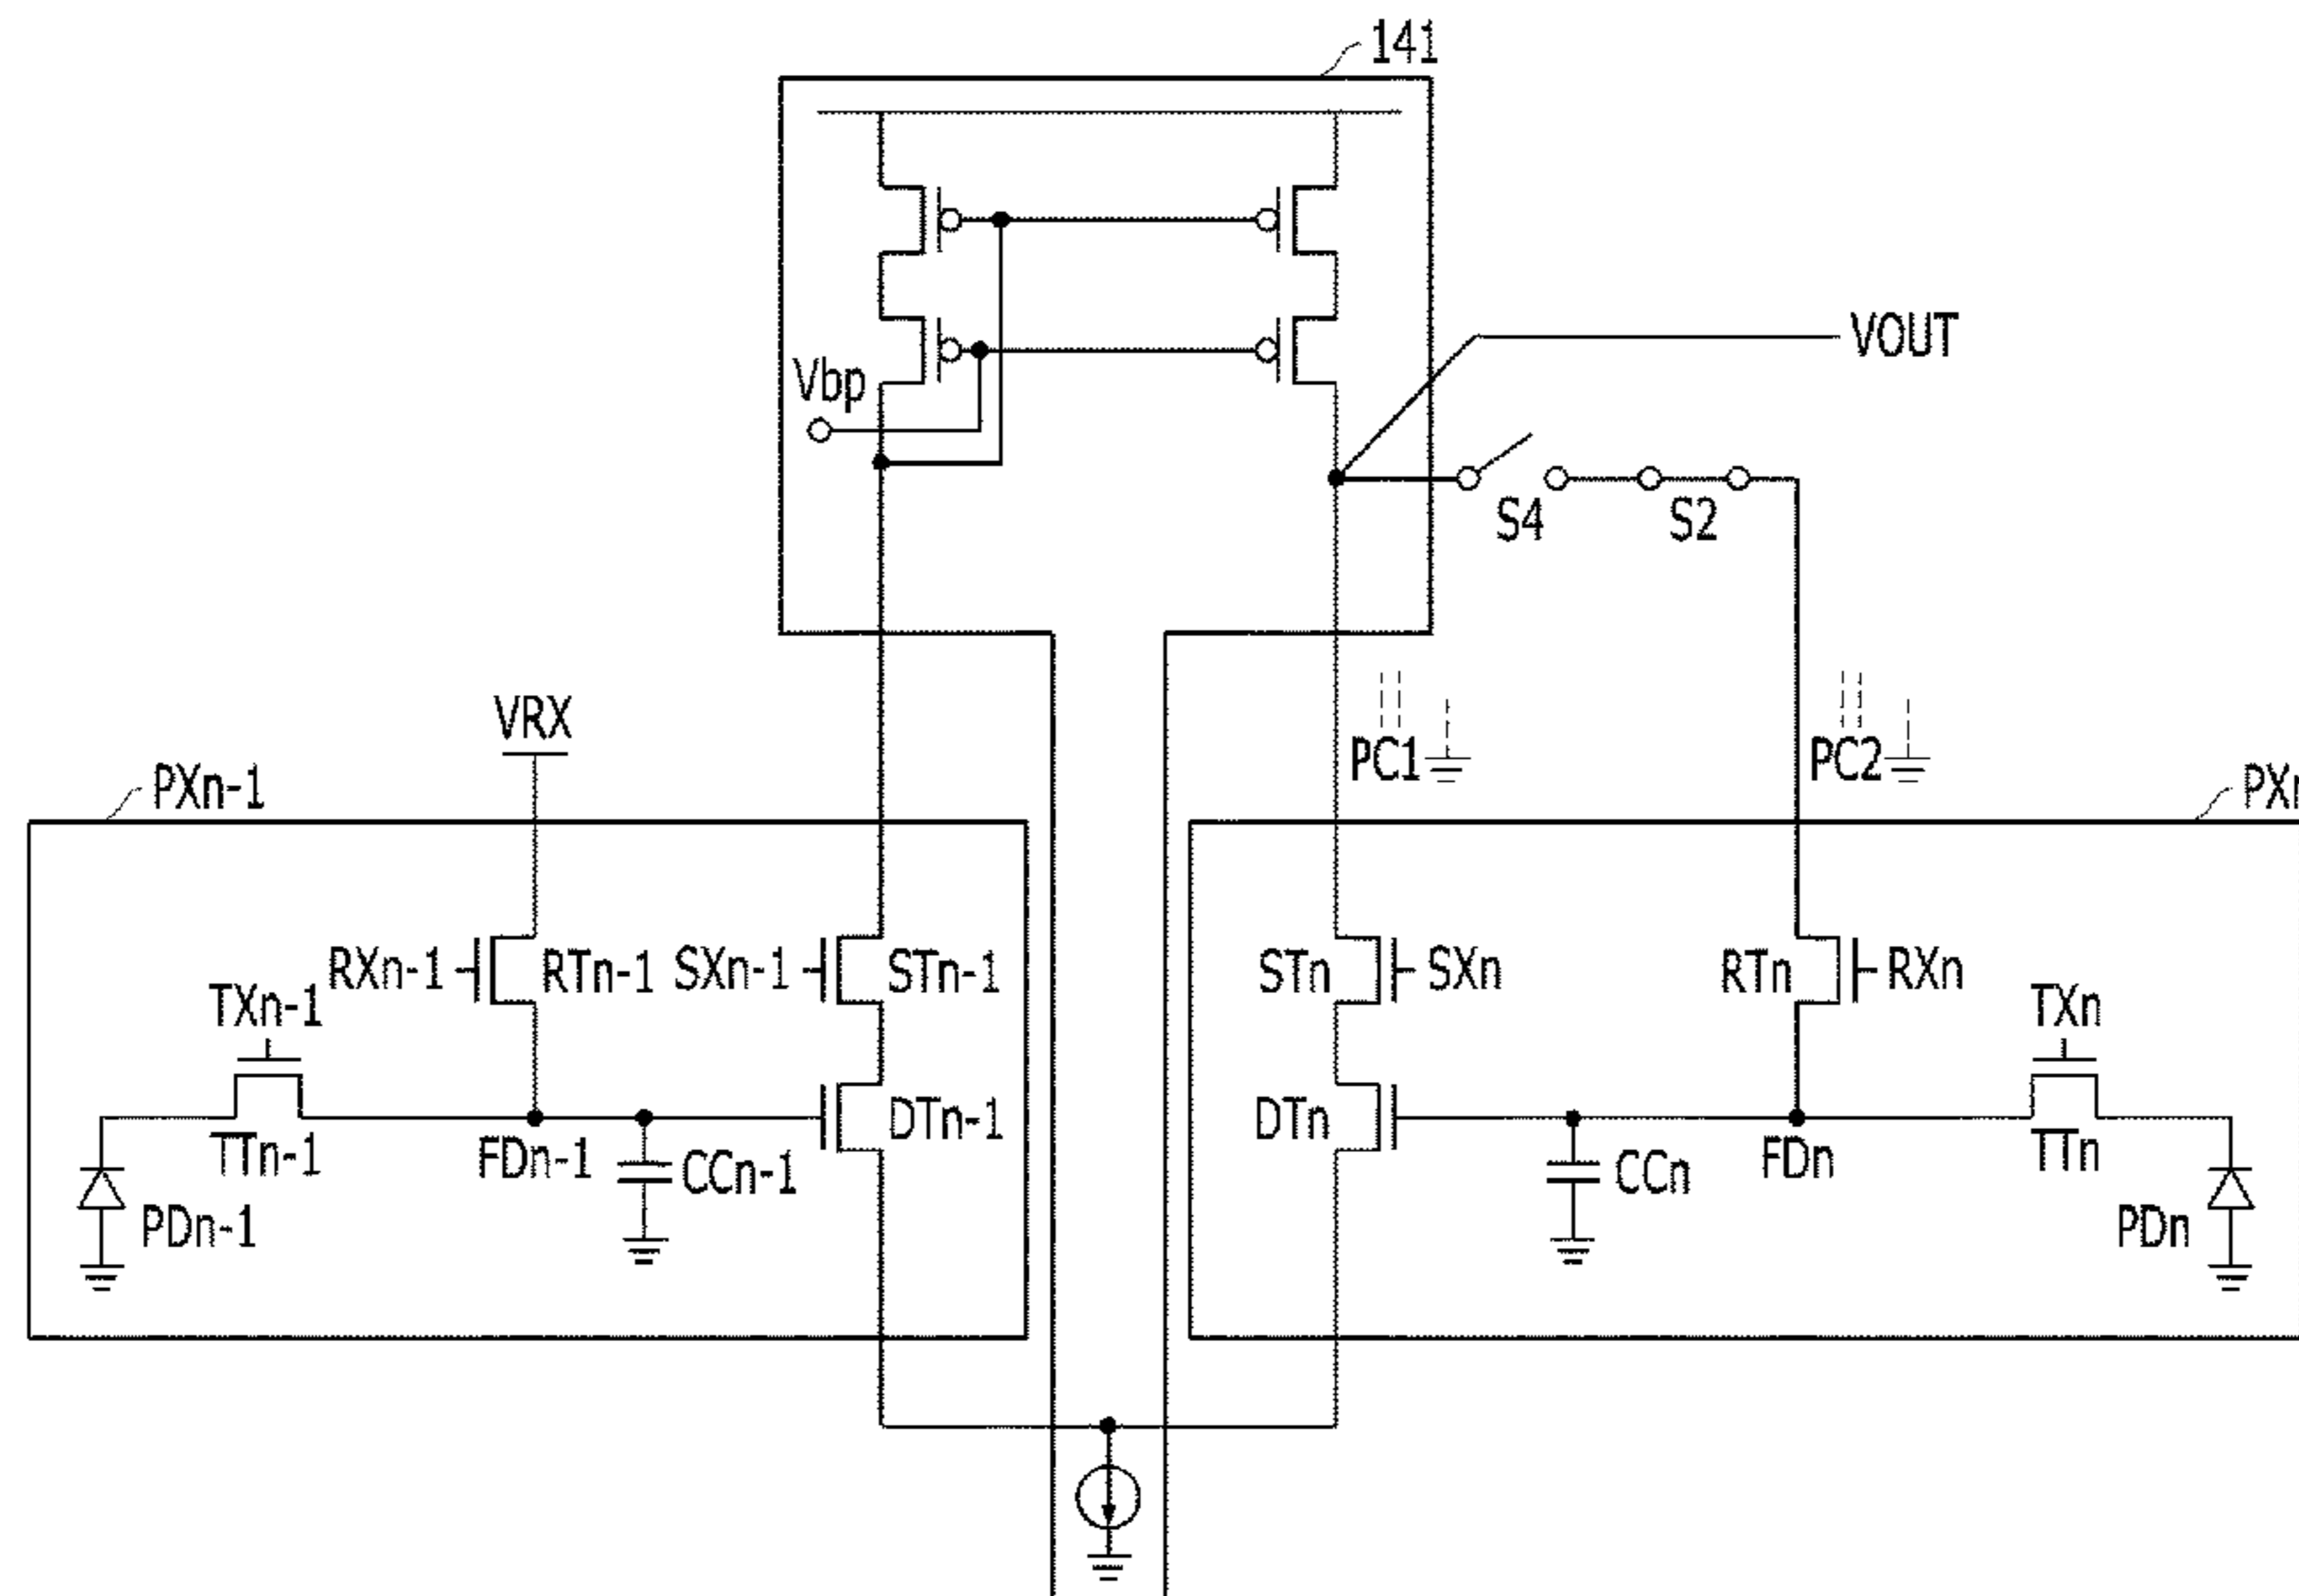 141
Vbp
VOUT
S4
S2
VRX
PC1
PC2
PXn-1
PXn
RXn-1
RTn-1
SXn-1
STn-1
STn
SXn
RTn
RXn
TXn-1
TXn
TTn-1
FDn-1
CCn-1
DTn-1
DTn
CCn
FDn
TTn
PDn-1
PDn